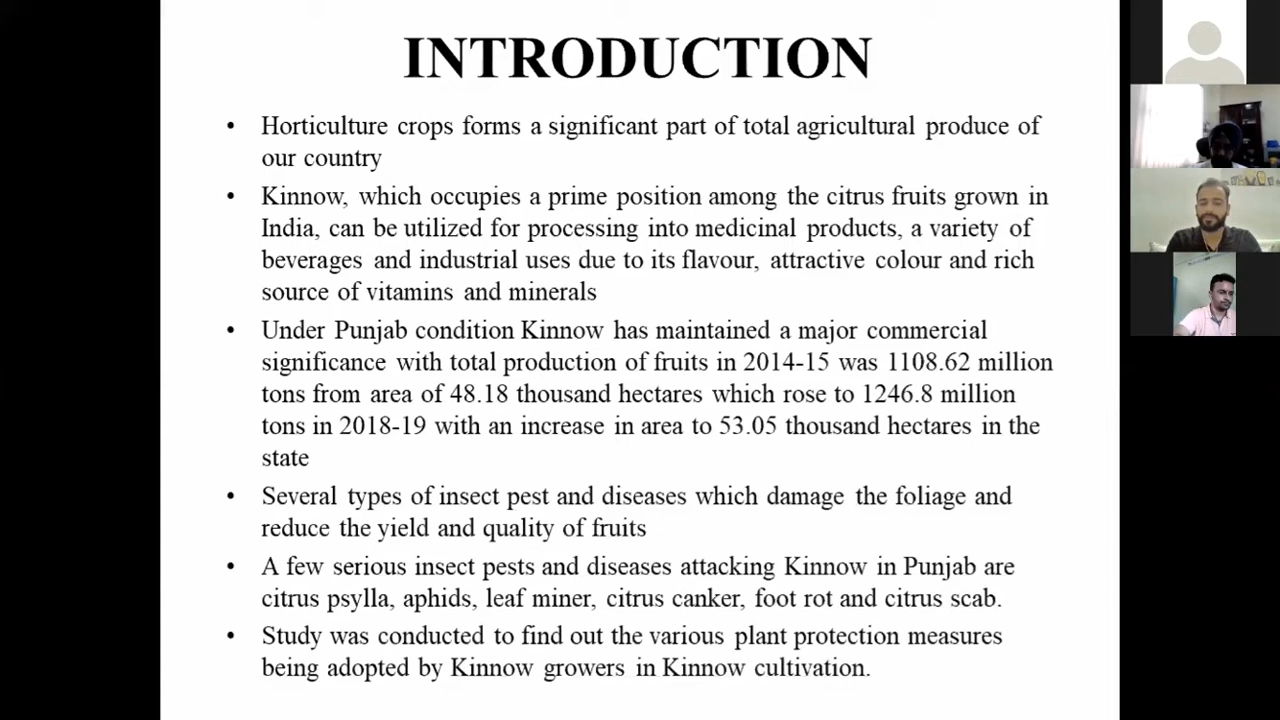 INTRODUCTION
• Horticulture crops forms a significant part of total agricultural produce of
our country
• Kinnow, which occupies a prime position among the citrus fruits grown in
India, can be utilized for processing into medicinal products, a variety of
beverages and industrial uses due to its flavour, attractive colour and rich
source of vitamins and minerals
• Under Punjab condition Kinnow has maintained a major commercial
significance with total production of fruits in 2014-15 was 1108.62 million
tons from area of 48.18 thousand hectares which rose to 1246.8 million
tons in 2018-19 with an increase in area to 53.05 thousand hectares in the
state
• Several types of insect pest and diseases which damage the foliage and
reduce the yield and quality of fruits
• A few serious insect pests and diseases attacking Kinnow in Punjab are
citrus psylla, aphids, leaf miner, citrus canker, foot rot and citrus scab.
• Study was conducted to find out the various plant protection measures
being adopted by Kinnow growers in Kinnow cultivation.